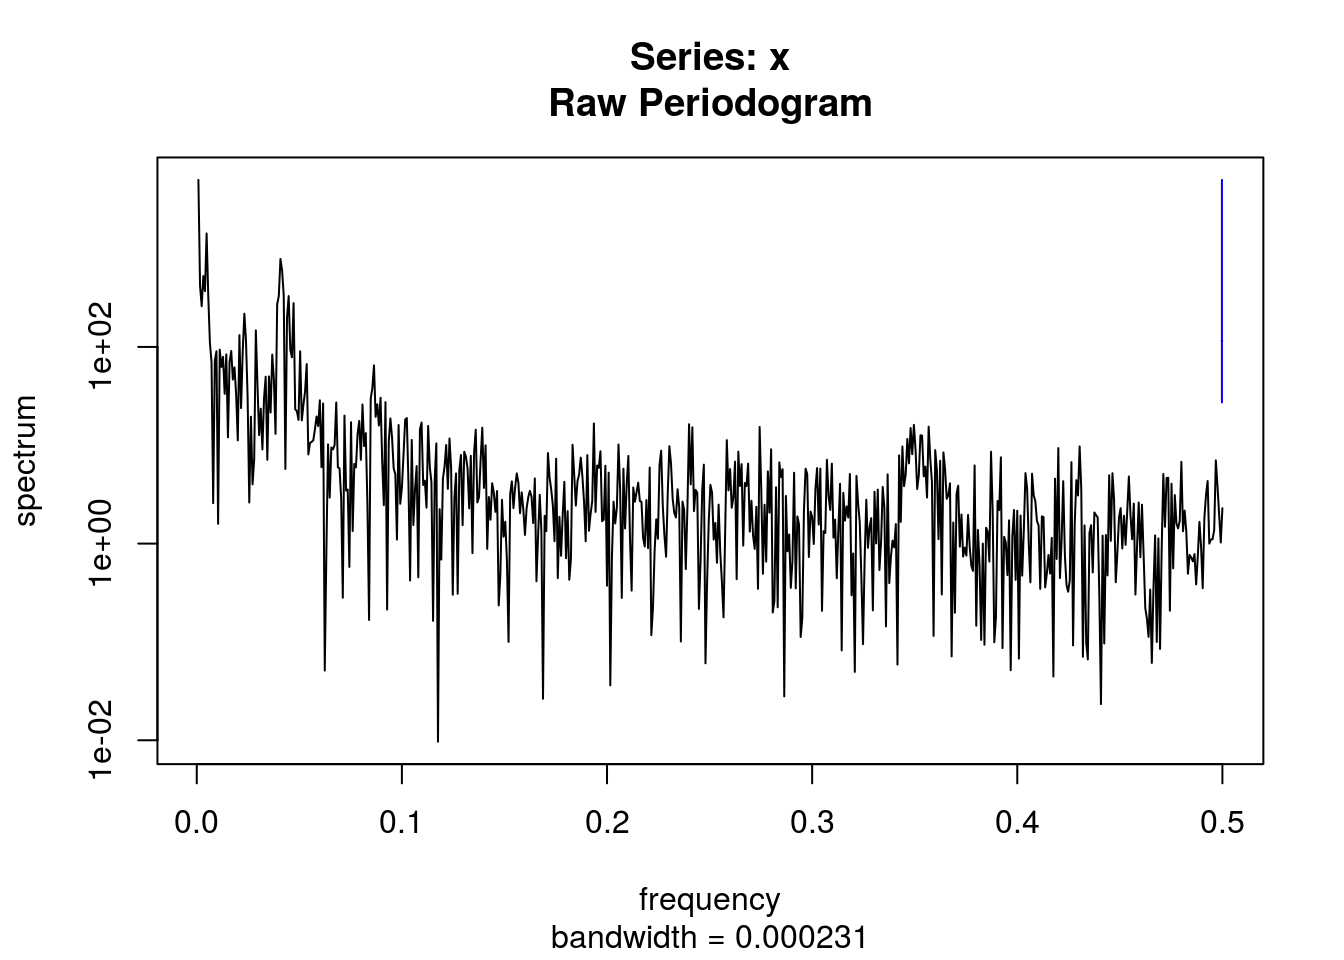 Series: x
Raw Periodogram
spectrum
1e+02
1e+00
1e-02
0.0 0.1 0.2 0.3 0.4 0.5
frequency
bandwidth = 0.000231